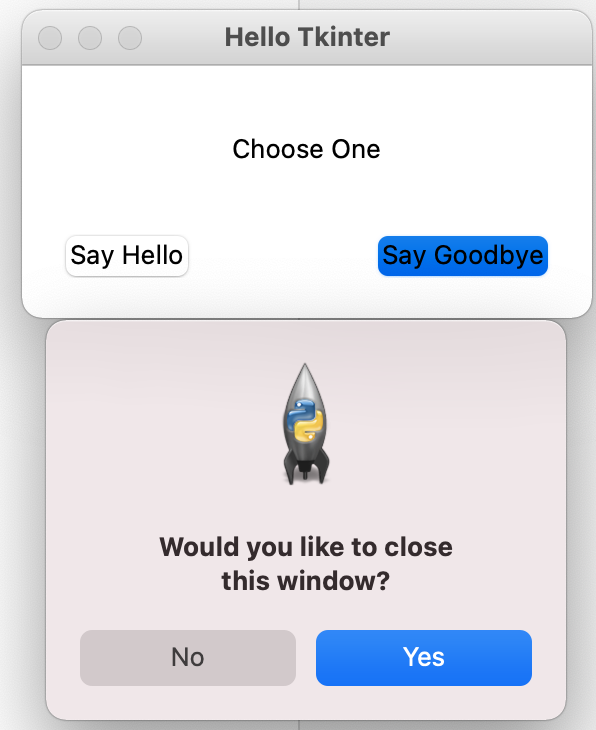 Hello Tkinter
Choose One
Say Hello
Say Goodbye
Would you like to close
this window?
No
Yes